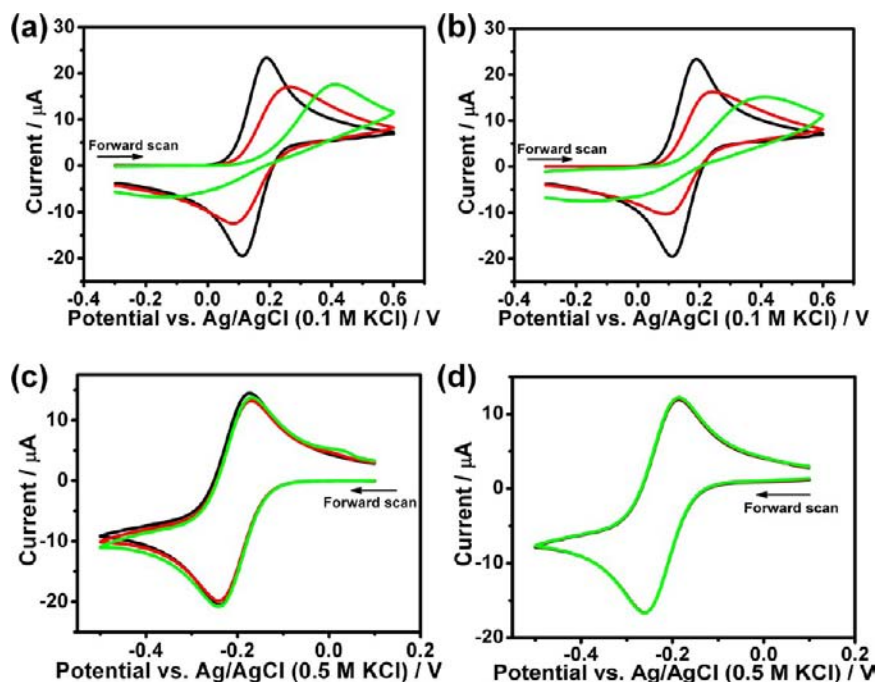 (a)
30
20
10
0
-10
-20
Current / μA
Forward scan
-0.4 -0.2 0.0 0.2 0.4 0.6
Potential vs. Ag/AgCl (0.1 M KCl) / V
(b)
30
20
10
0
-10
-20
Current / μA
Forward scan
-0.4 -0.2 0.0 0.2 0.4 0.6
Potential vs. Ag/AgCl (0.1 M KCl) / V
(c)
10
0
-10
-20
Current / μA
Forward scan
-0.4 -0.2 0.0 0.2
Potential vs. Ag/AgCl (0.5 M KCl) / V
(d)
10
0
-10
-20
Current / μA
Forward scan
-0.4 -0.2 0.0 0.2
Potential vs. Ag/AgCl (0.5 M KCl) / V